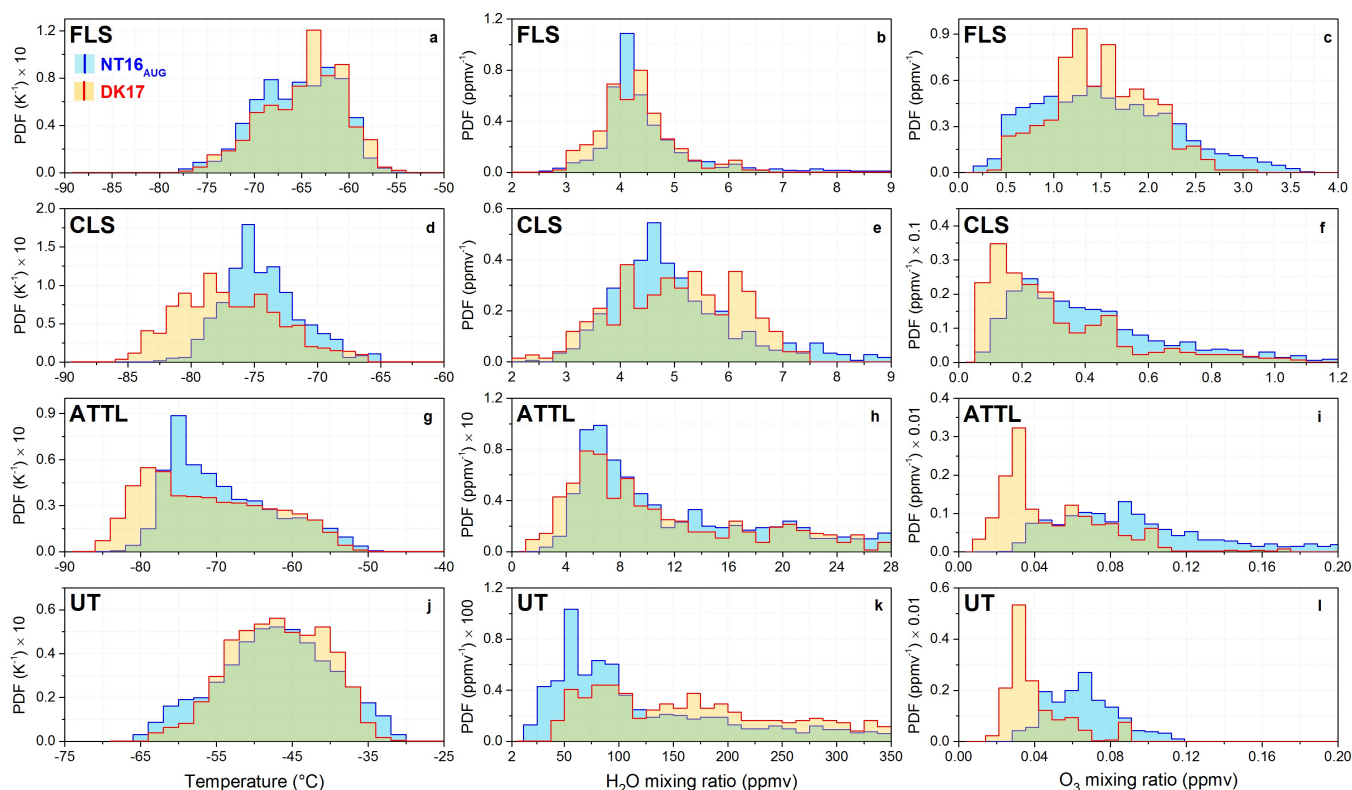 FLS a
NT16AUG
DK17
PDF (K⁻¹) × 10
1.2
0.8
0.4
0.0
-90 -85 -80 -75 -70 -65 -60 -55 -50
FLS b
PDF (ppmv⁻¹)
1.2
0.8
0.4
0.0
2 3 4 5 6 7 8 9
FLS c
PDF (ppmv⁻¹)
0.9
0.6
0.3
0.0
0.0 0.5 1.0 1.5 2.0 2.5 3.0 3.5 4.0
CLS d
PDF (K⁻¹) × 10
2.0
1.5
1.0
0.5
0.0
-90 -85 -80 -75 -70 -65 -60
CLS e
PDF (ppmv⁻¹)
0.6
0.4
0.2
0.0
2 3 4 5 6 7 8 9
CLS f
PDF (ppmv⁻¹) × 0.1
0.4
0.3
0.2
0.1
0.0
0.0 0.2 0.4 0.6 0.8 1.0 1.2
ATTL g
PDF (K⁻¹) × 10
0.9
0.6
0.3
0.0
-90 -80 -70 -60 -50 -40
ATTL h
PDF (ppmv⁻¹) × 10
1.2
0.8
0.4
0.0
0 4 8 12 16 20 24 28
ATTL i
PDF (ppmv⁻¹) × 0.01
0.4
0.3
0.2
0.1
0.0
0.00 0.04 0.08 0.12 0.16 0.20
UT j
PDF (K⁻¹) × 10
0.6
0.4
0.2
0.0
-75 -65 -55 -45 -35 -25
Temperature (°C)
UT k
PDF (ppmv⁻¹) × 100
1.2
0.8
0.4
0.0
2 50 100 150 200 250 300 350
H₂O mixing ratio (ppmv)
UT l
PDF (ppmv⁻¹) × 0.01
0.6
0.4
0.2
0.0
0.00 0.04 0.08 0.12 0.16 0.20
O₃ mixing ratio (ppmv)